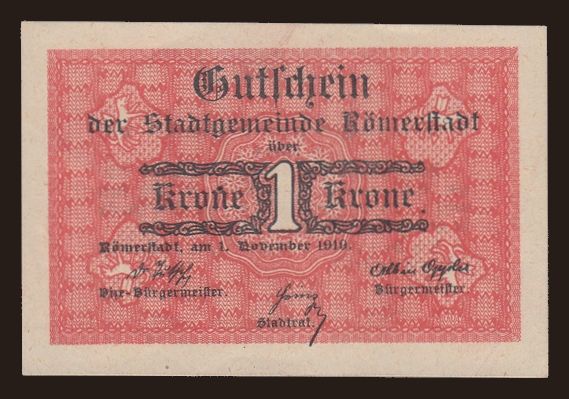 Gutschein
der Stadtgemeinde Römerstadt
über
Krone 1 Krone
Römerstadt, am 1. November 1919.
Vize-Bürgermeister.
Bürgermeister.
Stadtrat.